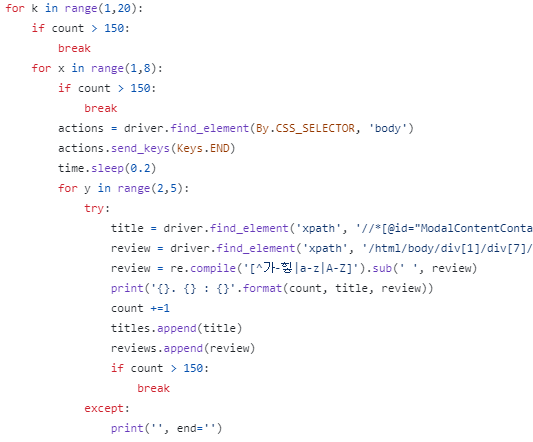 for k in range(1,20):
    if count > 150:
        break
    for x in range(1,8):
        if count > 150:
            break
        actions = driver.find_element(By.CSS_SELECTOR, 'body')
        actions.send_keys(Keys.END)
        time.sleep(0.2)
        for y in range(2,5):
            try:
                title = driver.find_element('xpath', '//*[@id="ModalContentConta
                review = driver.find_element('xpath', '/html/body/div[1]/div[7]/
                review = re.compile('[^가-힣|a-z|A-Z]').sub(' ', review)
                print('{}. {} : {}'.format(count, title, review))
                count +=1
                titles.append(title)
                reviews.append(review)
                if count > 150:
                    break
            except:
                print('', end='')